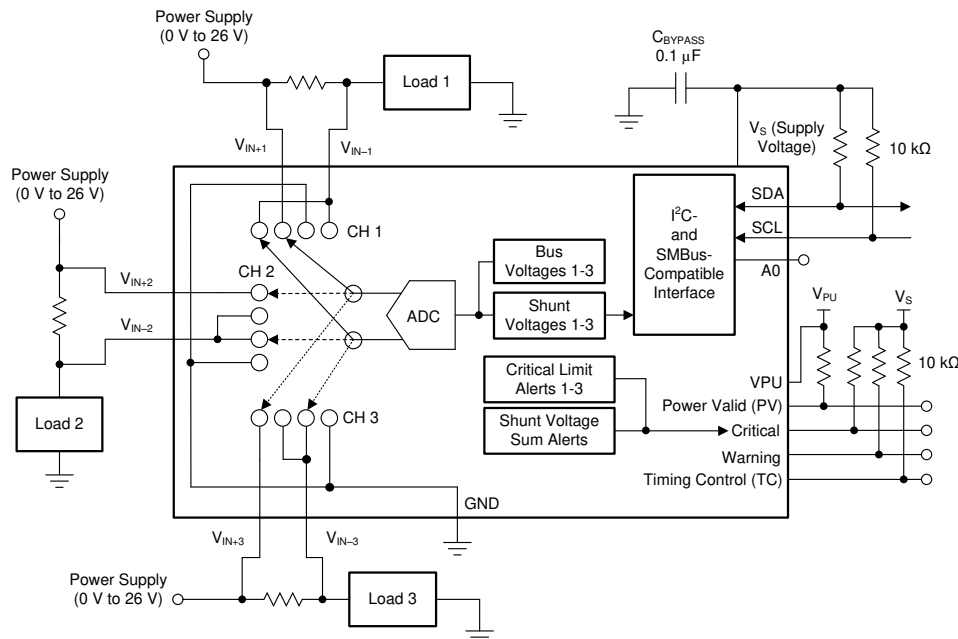 Power Supply
(0 V to 26 V)
Load 1
CBYPASS
0.1 μF
VS (Supply
Voltage)
10 kΩ
VIN+1
VIN−1
Power Supply
(0 V to 26 V)
VIN+2
VIN−2
Load 2
CH 1
CH 2
CH 3
ADC
Bus
Voltages 1-3
Shunt
Voltages 1-3
Critical Limit
Alerts 1-3
Shunt Voltage
Sum Alerts
I2C-
and
SMBus-
Compatible
Interface
SDA
SCL
A0
VPU
VS
10 kΩ
VPU
Power Valid (PV)
Critical
Warning
Timing Control (TC)
GND
VIN+3
VIN−3
Power Supply
(0 V to 26 V)
Load 3